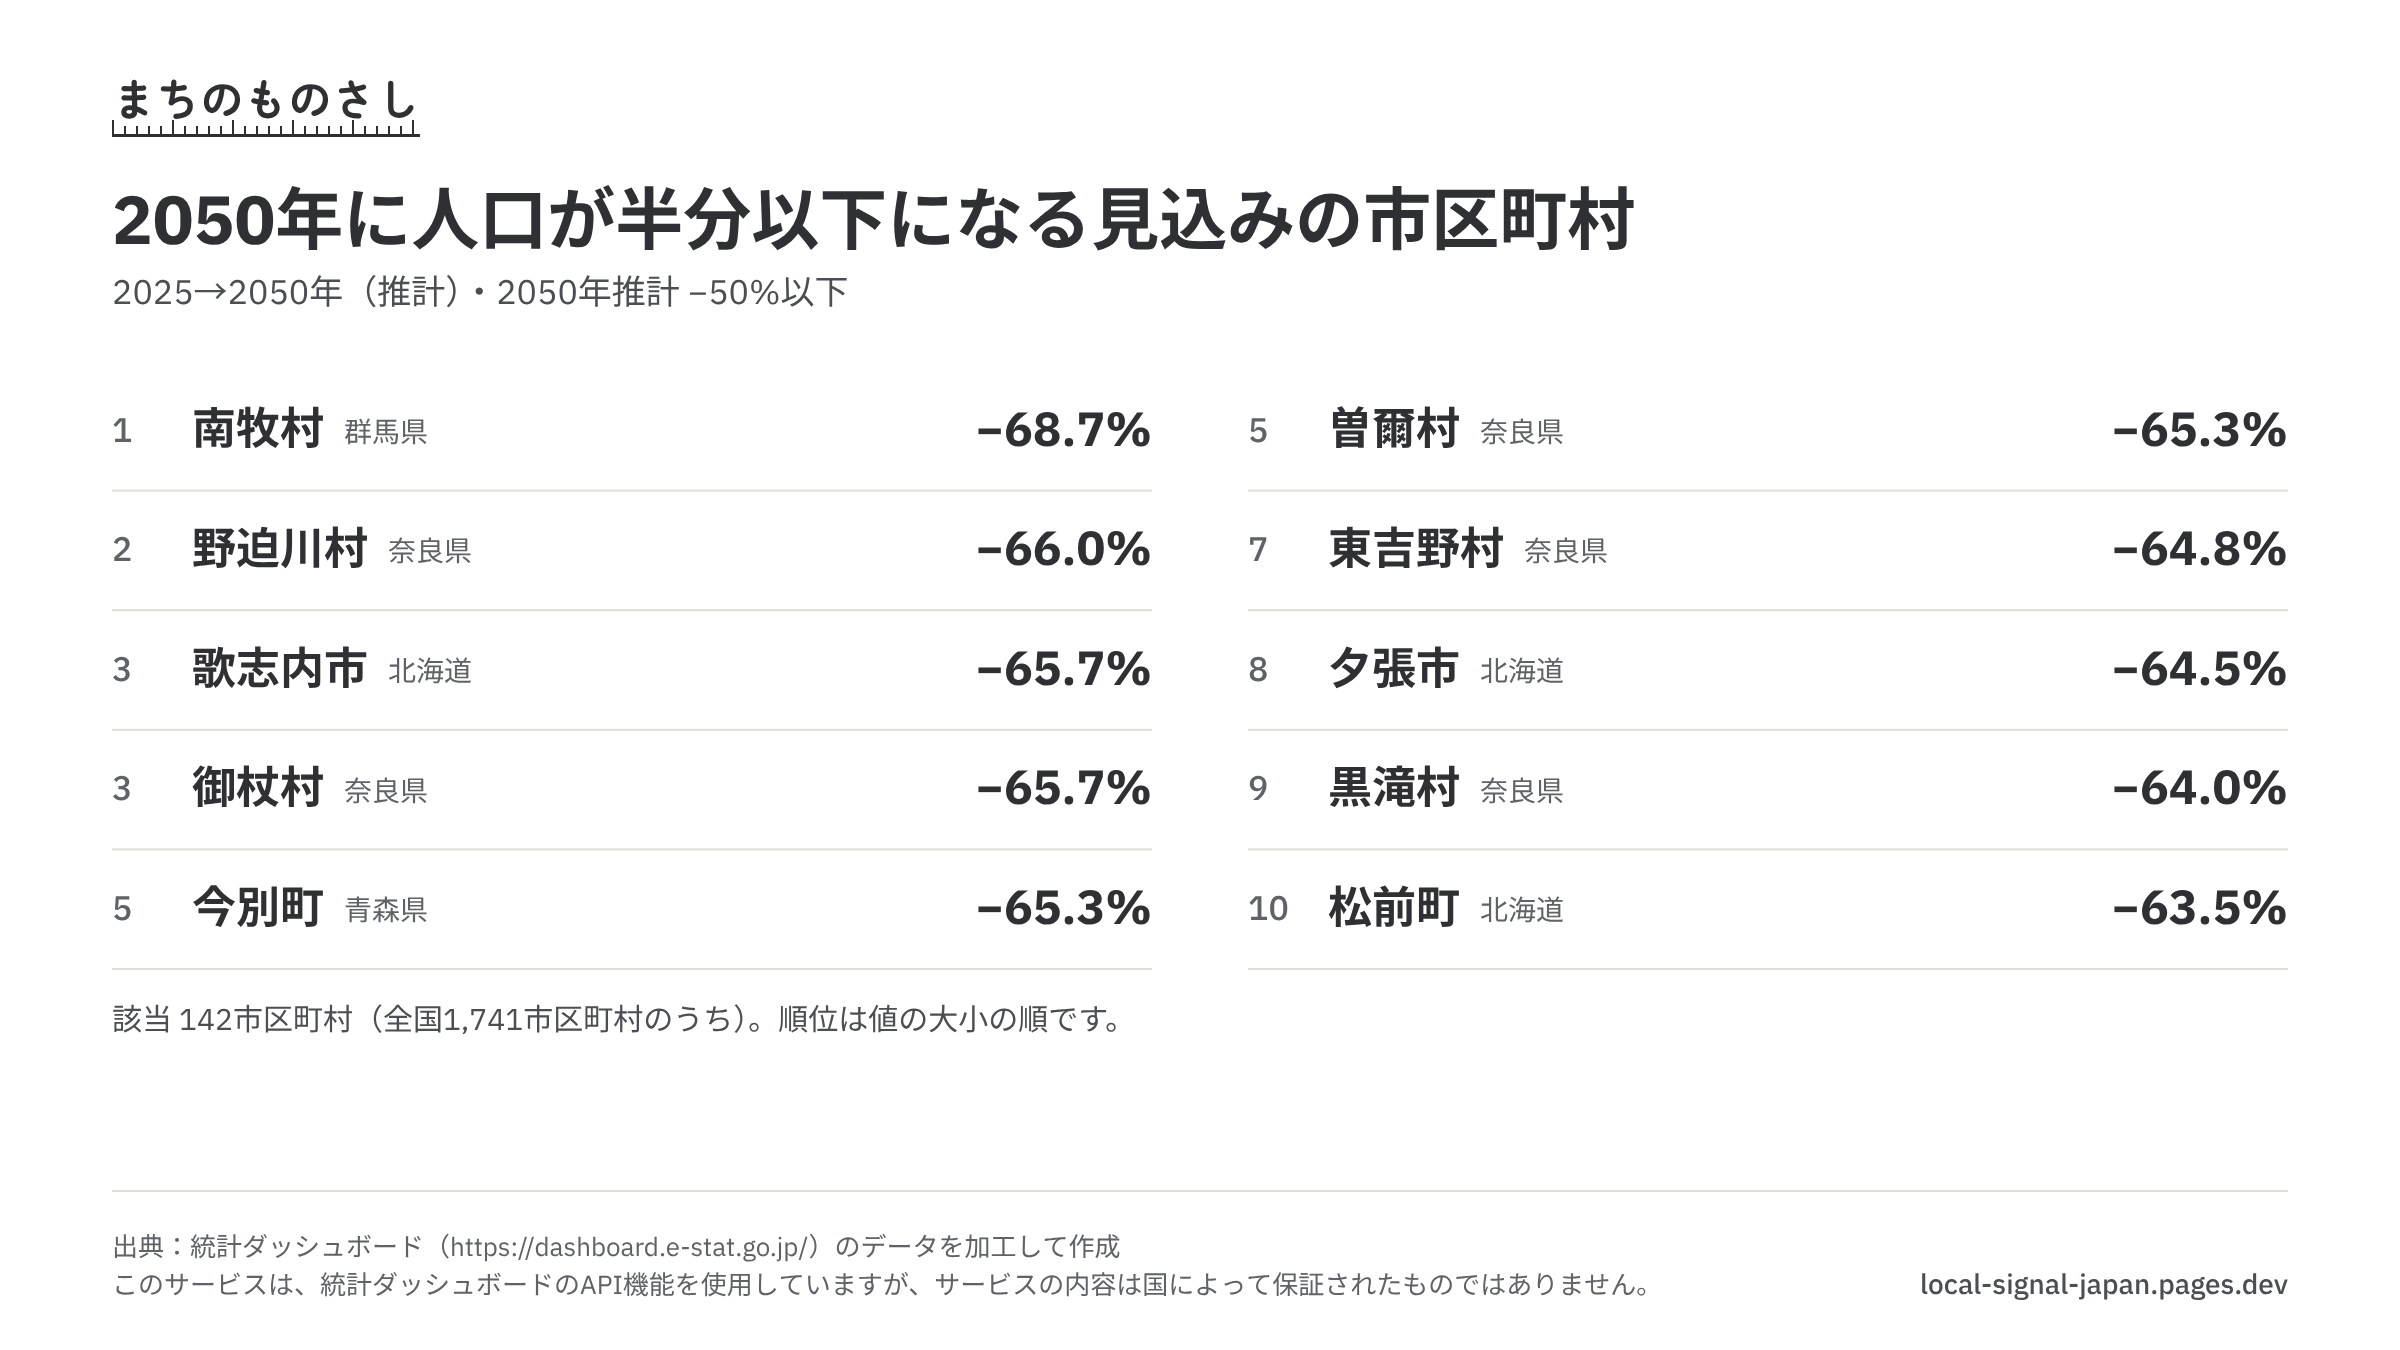 まちのものさし
2050年に人口が半分以下になる見込みの市区町村
2025→2050年（推計）・2050年推計 −50%以下
1 南牧村 群馬県 −68.7%
2 野迫川村 奈良県 −66.0%
3 歌志内市 北海道 −65.7%
3 御杖村 奈良県 −65.7%
5 今別町 青森県 −65.3%
5 曽爾村 奈良県 −65.3%
7 東吉野村 奈良県 −64.8%
8 夕張市 北海道 −64.5%
9 黒滝村 奈良県 −64.0%
10 松前町 北海道 −63.5%
該当 142市区町村（全国1,741市区町村のうち）。順位は値の大小の順です。
出典：統計ダッシュボード（https://dashboard.e-stat.go.jp/）のデータを加工して作成
このサービスは、統計ダッシュボードのAPI機能を使用していますが、サービスの内容は国によって保証されたものではありません。
local-signal-japan.pages.dev